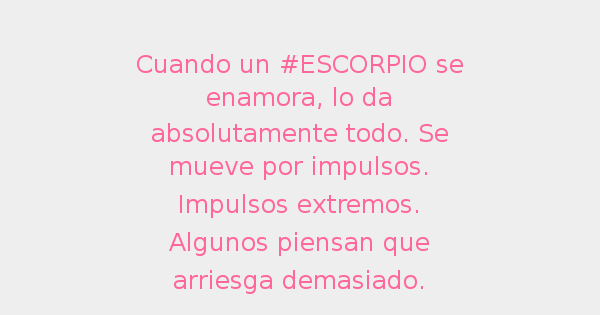 Cuando un #ESCORPIO se
enamora, lo da
absolutamente todo. Se
mueve por impulsos.
Impulsos extremos.
Algunos piensan que
arriesga demasiado.